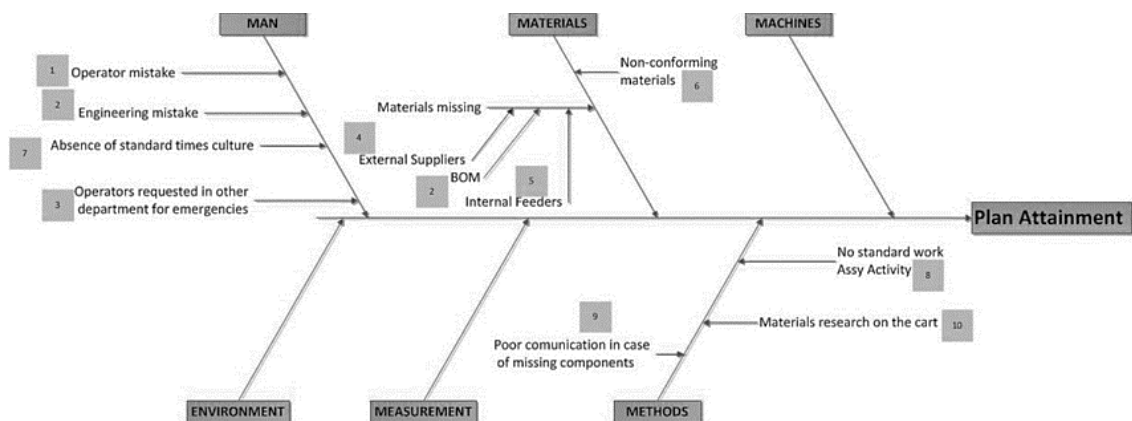 MAN
MATERIALS
MACHINES
1
Operator mistake
2
Engineering mistake
7
Absence of standard times culture
3
Operators requested in other
department for emergencies
Non-conforming
materials
6
Materials missing
4
External Suppliers
2
BOM
5
Internal Feeders
Plan Attainment
No standard work
Assy Activity
8
Materials research on the cart
10
9
Poor comunication in case
of missing components
ENVIRONMENT
MEASUREMENT
METHODS